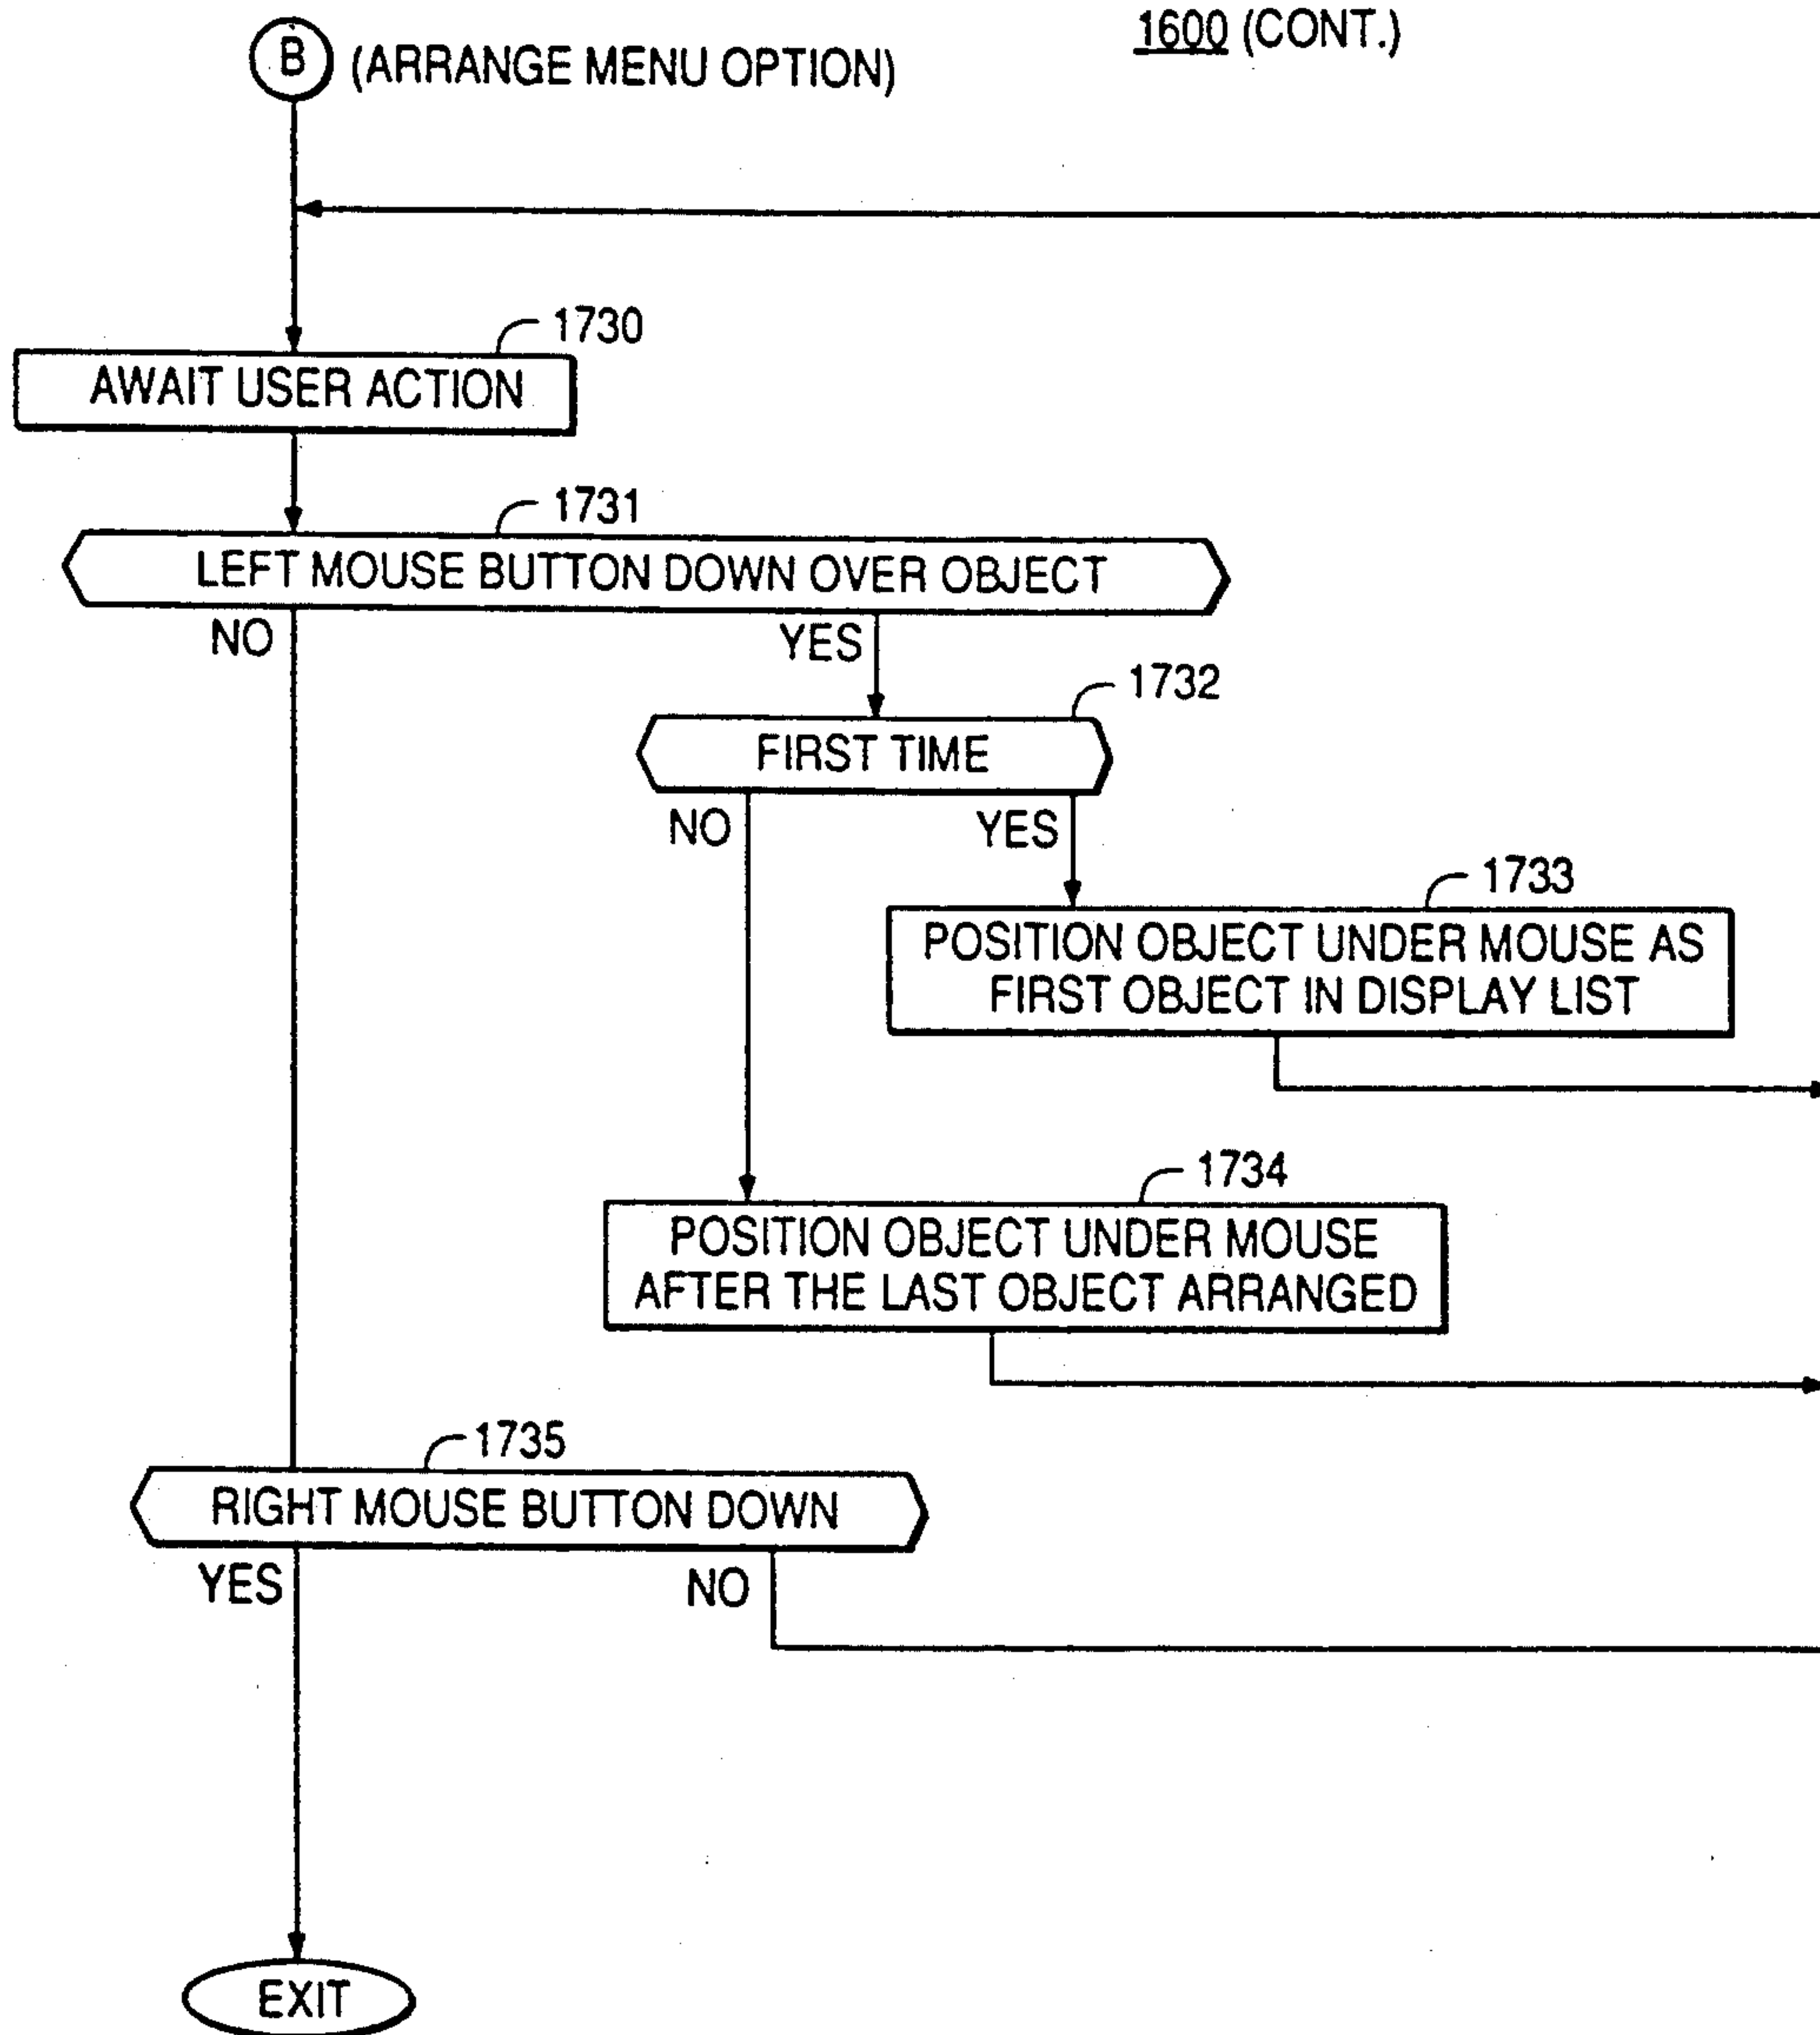 1600 (CONT.)
B (ARRANGE MENU OPTION)
1730
AWAIT USER ACTION
1731
LEFT MOUSE BUTTON DOWN OVER OBJECT
NO
YES
1732
FIRST TIME
NO
YES
1733
POSITION OBJECT UNDER MOUSE AS
FIRST OBJECT IN DISPLAY LIST
1734
POSITION OBJECT UNDER MOUSE
AFTER THE LAST OBJECT ARRANGED
1735
RIGHT MOUSE BUTTON DOWN
YES
NO
EXIT